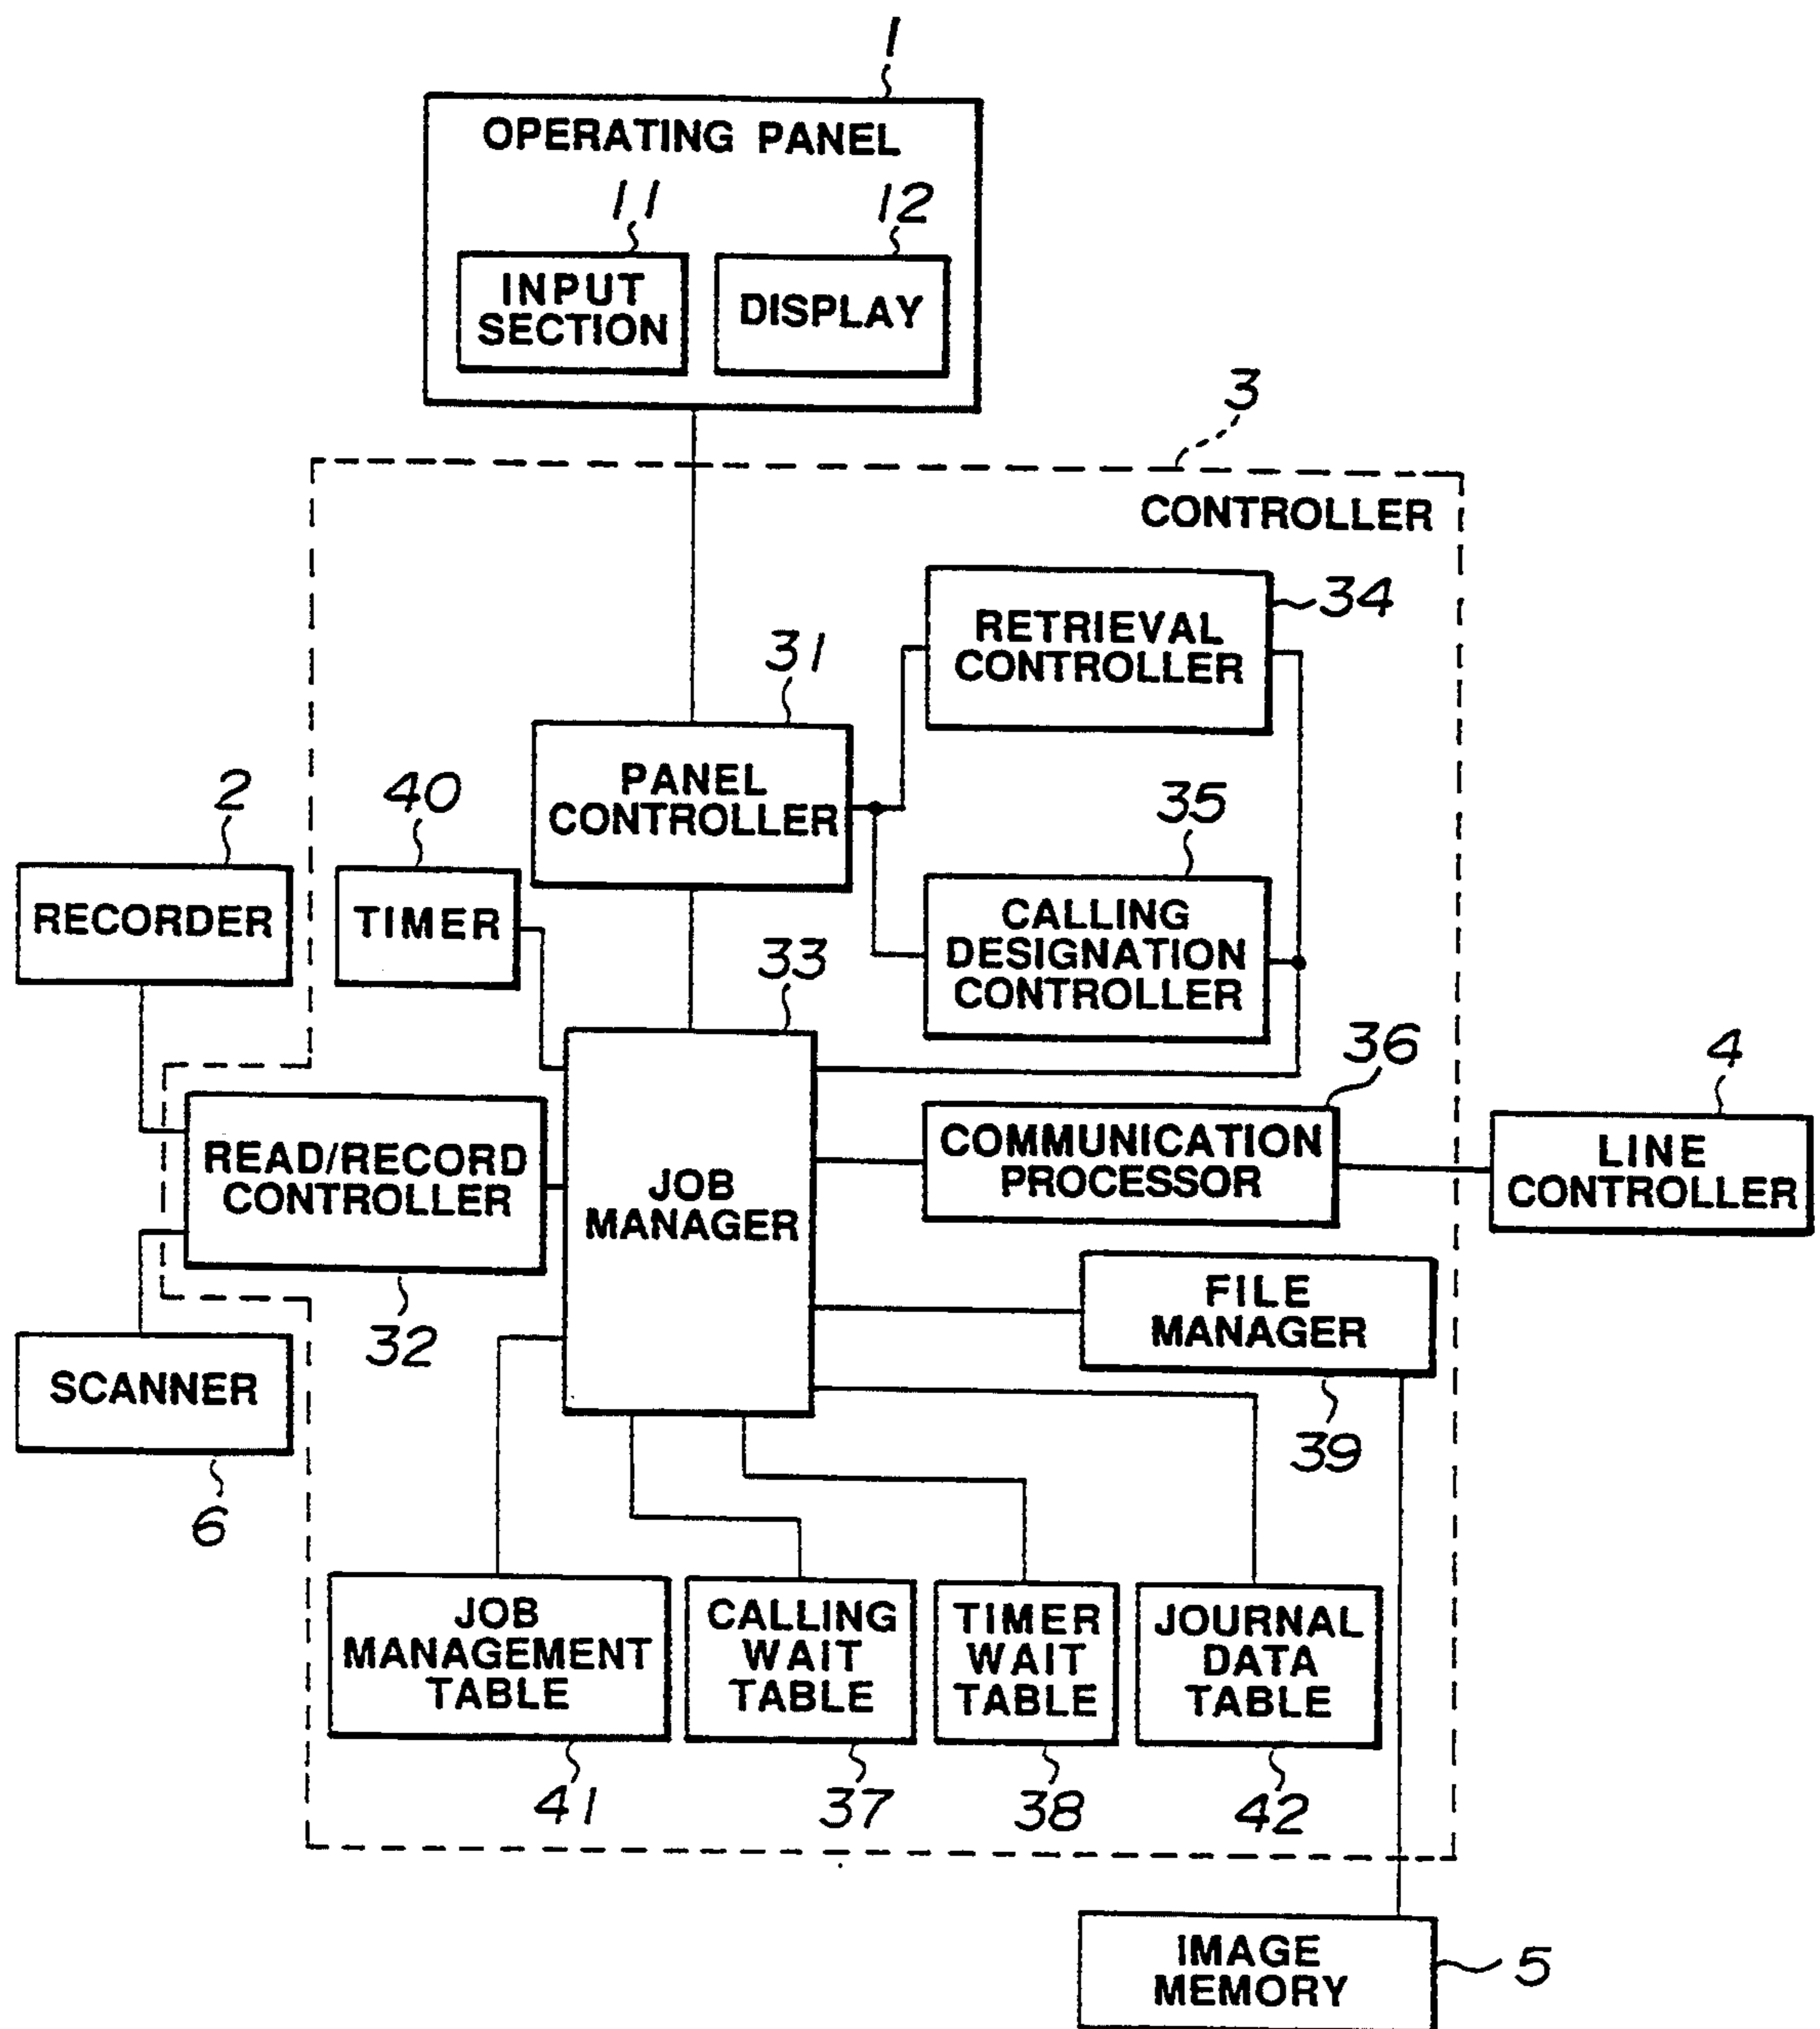 1
OPERATING PANEL
11
12
INPUT
SECTION
DISPLAY
3
CONTROLLER
34
RETRIEVAL
CONTROLLER
31
PANEL
CONTROLLER
2
40
35
RECORDER
TIMER
CALLING
DESIGNATION
CONTROLLER
33
36
4
READ/RECORD
CONTROLLER
JOB
MANAGER
COMMUNICATION
PROCESSOR
LINE
CONTROLLER
32
FILE
MANAGER
SCANNER
39
6
JOB
MANAGEMENT
TABLE
CALLING
WAIT
TABLE
TIMER
WAIT
TABLE
JOURNAL
DATA
TABLE
41
37
38
42
IMAGE
MEMORY
5